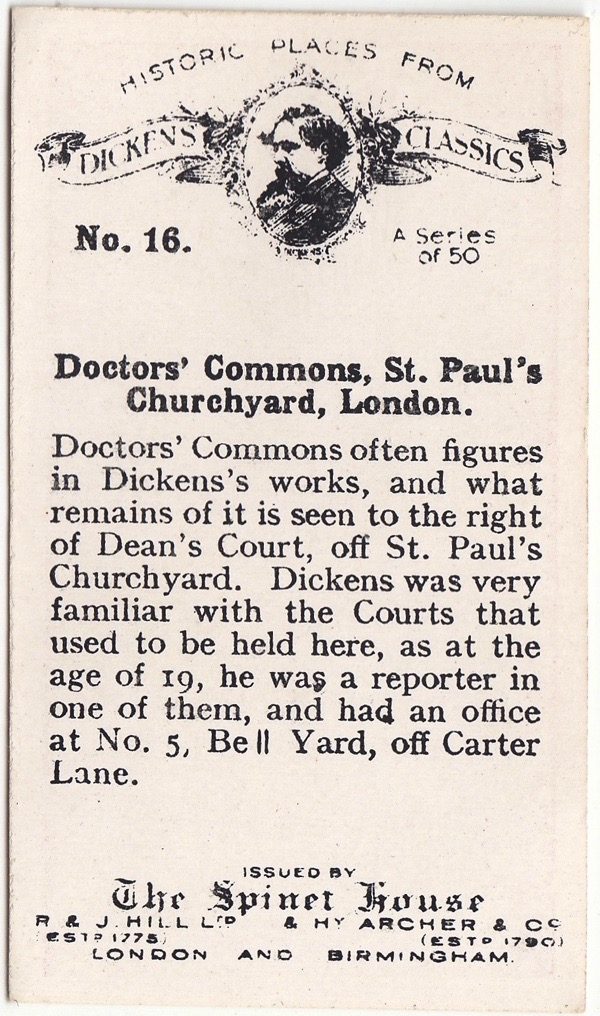 HISTORIC PLACES FROM
DICKENS' CLASSICS
No. 16.
A Series
of 50
Doctors' Commons, St. Paul's
Churchyard, London.
Doctors' Commons often figures
in Dickens's works, and what
remains of it is seen to the right
of Dean's Court, off St. Paul's
Churchyard. Dickens was very
familiar with the Courts that
used to be held here, as at the
age of 19, he was a reporter in
one of them, and had an office
at No. 5, Bell Yard, off Carter
Lane.
ISSUED BY
The Spinet House
R & J. HILL LTD & HY ARCHER & CO
(ESTD 1775) (ESTD 1790)
LONDON AND BIRMINGHAM.